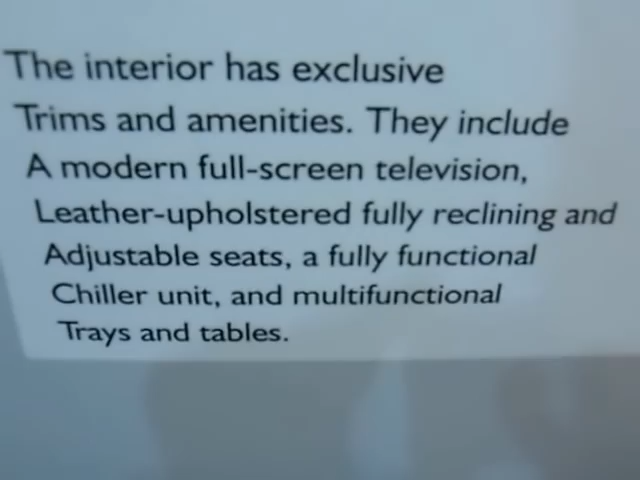 The interior has exclusive
Trims and amenities. They include
A modern full-screen television,
Leather-upholstered fully reclining and
Adjustable seats, a fully functional
Chiller unit, and multifunctional
Trays and tables.